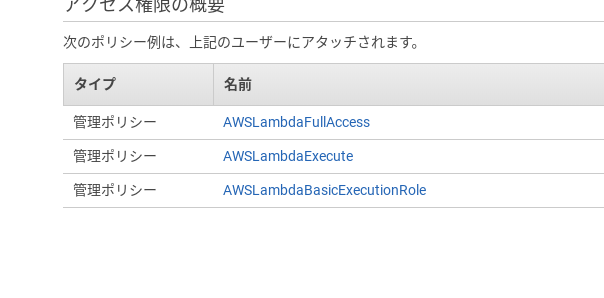 アクセス権限の概要
次のポリシー例は、上記のユーザーにアタッチされます。
タイプ 名前
管理ポリシー AWSLambdaFullAccess
管理ポリシー AWSLambdaExecute
管理ポリシー AWSLambdaBasicExecutionRole